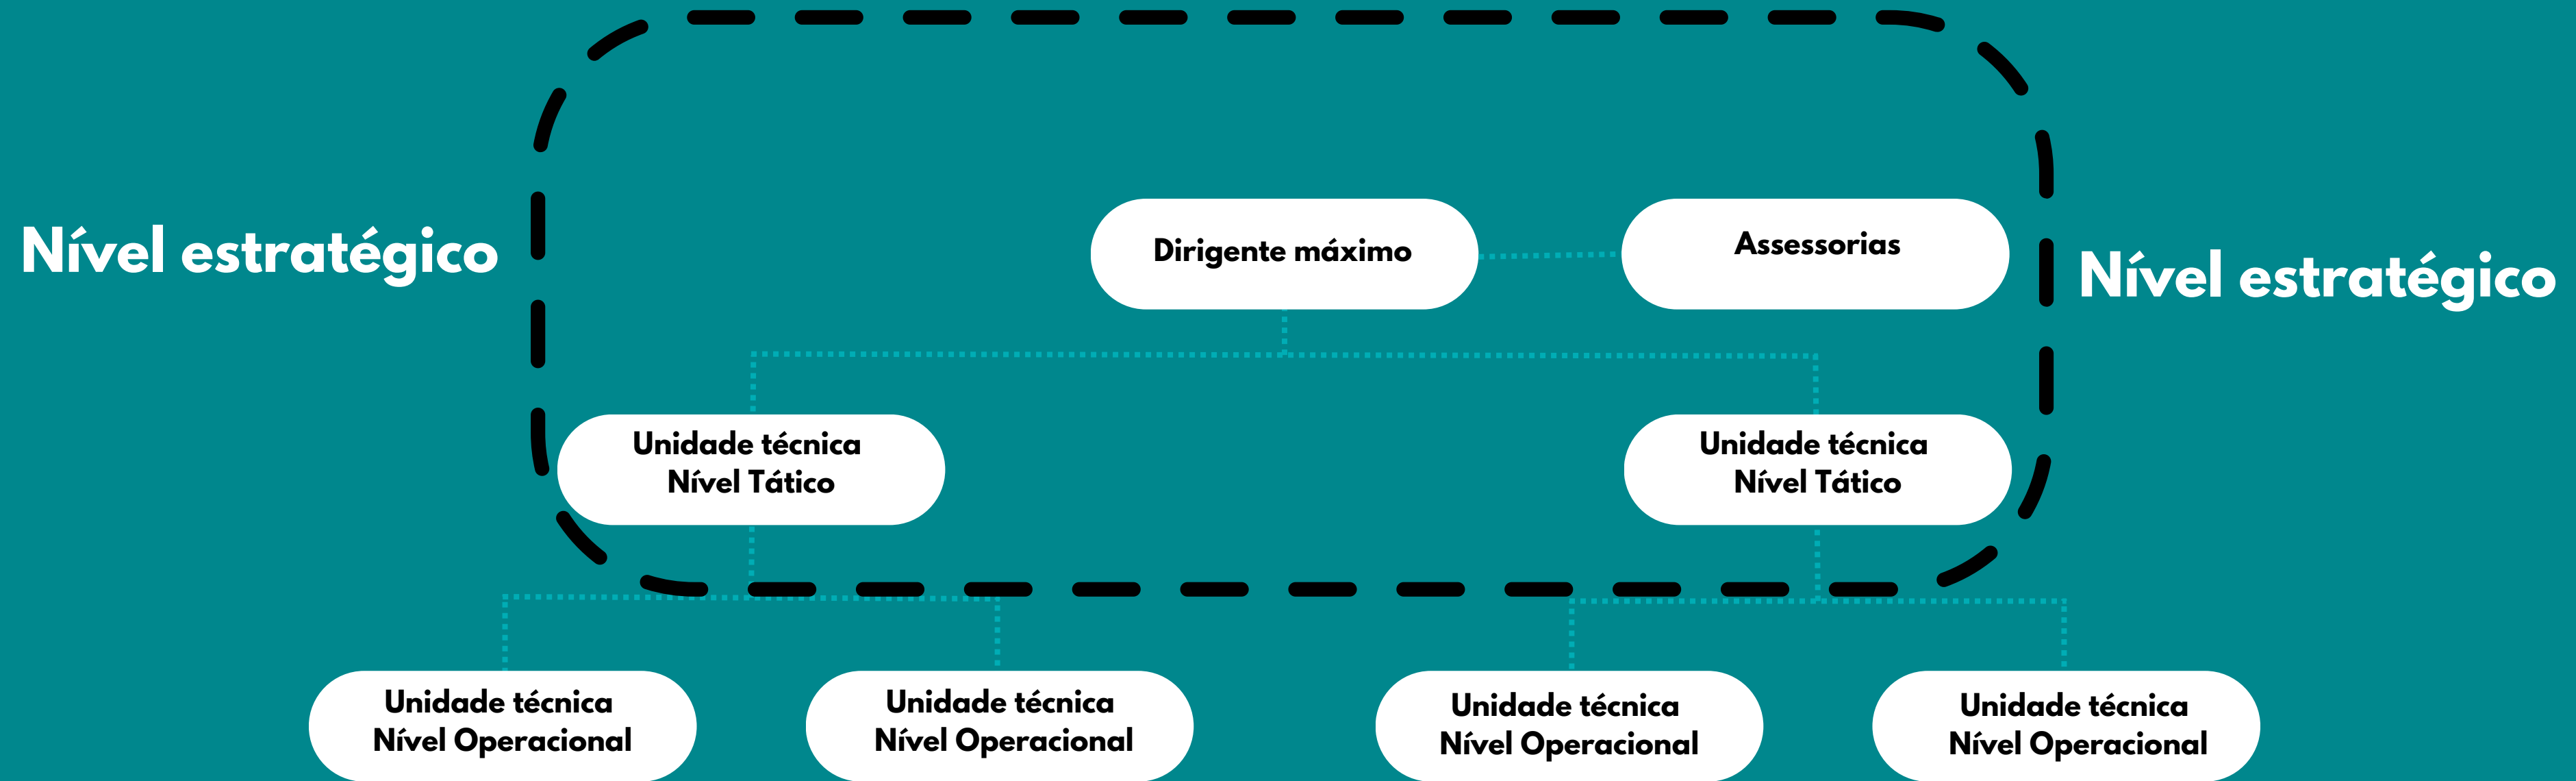 Nível estratégico
Dirigente máximo
Assessorias
Nível estratégico
Unidade técnica
Nível Tático
Unidade técnica
Nível Tático
Unidade técnica
Nível Operacional
Unidade técnica
Nível Operacional
Unidade técnica
Nível Operacional
Unidade técnica
Nível Operacional